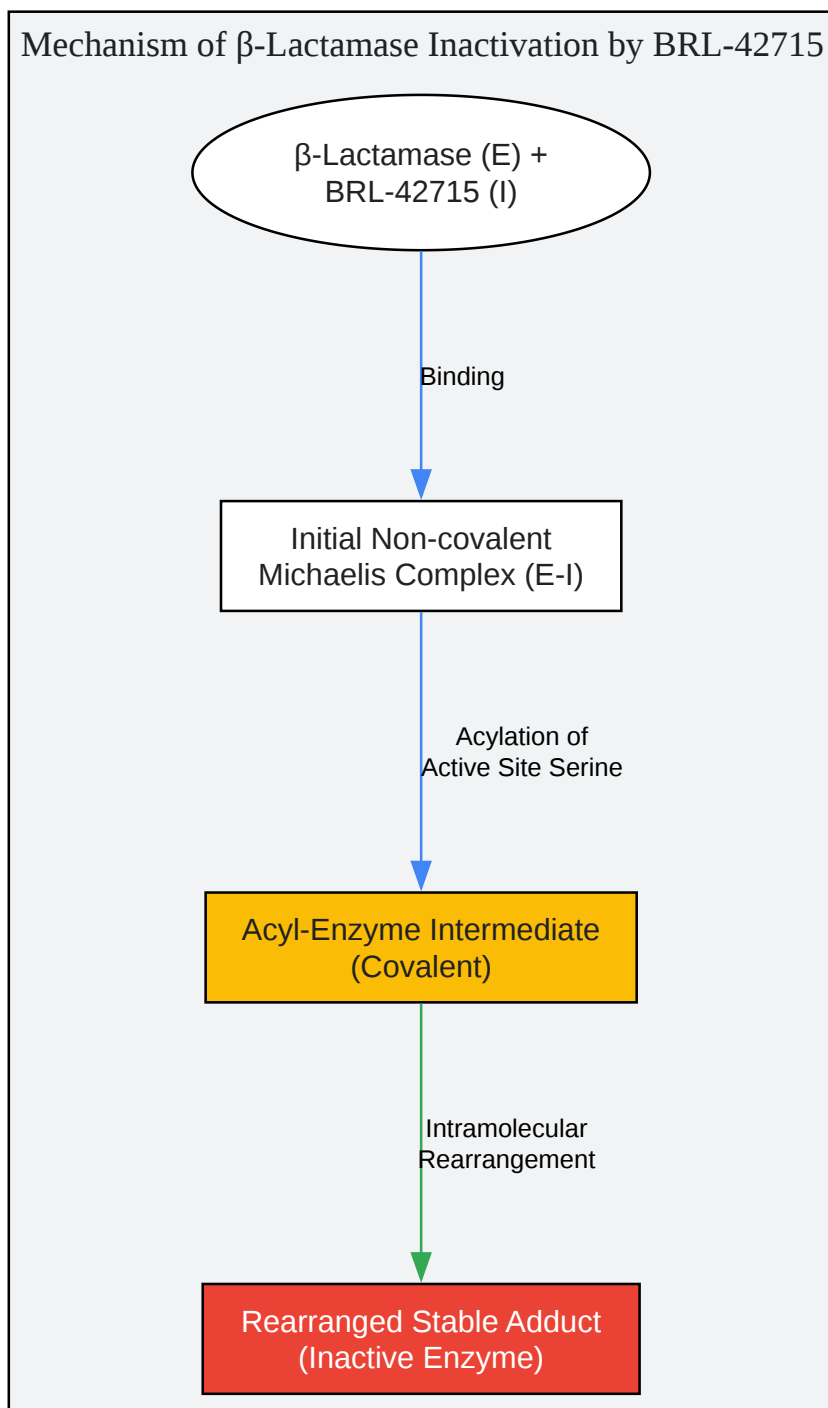 Mechanism of β-Lactamase Inactivation by BRL-42715
β-Lactamase (E) +
BRL-42715 (I)
Binding
Initial Non-covalent
Michaelis Complex (E-I)
Acylation of
Active Site Serine
Acyl-Enzyme Intermediate
(Covalent)
Intramolecular
Rearrangement
Rearranged Stable Adduct
(Inactive Enzyme)